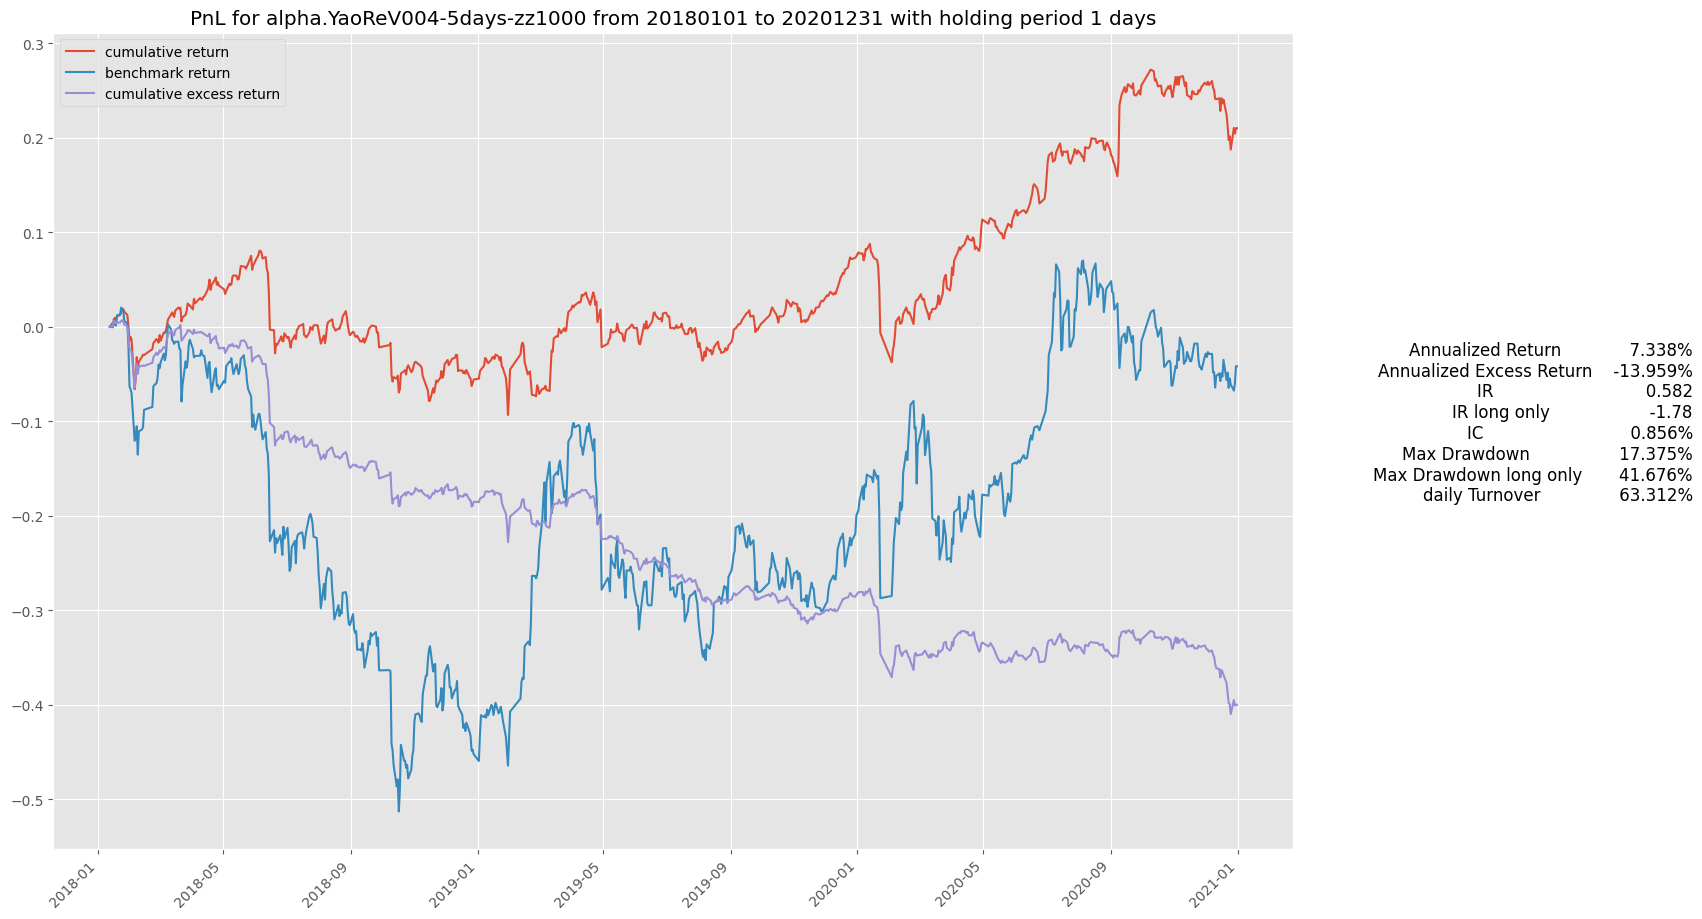 PnL for alpha.YaoReV004-5days-zz1000 from 20180101 to 20201231 with holding period 1 days
cumulative return
benchmark return
cumulative excess return
0.3
0.2
0.1
0.0
−0.1
−0.2
−0.3
−0.4
−0.5
2018-01
2018-05
2018-09
2019-01
2019-05
2019-09
2020-01
2020-05
2020-09
2021-01
Annualized Return 7.338%
Annualized Excess Return -13.959%
IR 0.582
IR long only -1.78
IC 0.856%
Max Drawdown 17.375%
Max Drawdown long only 41.676%
daily Turnover 63.312%